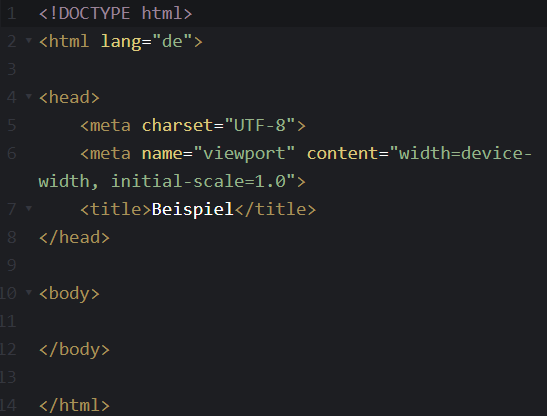 1 <!DOCTYPE html>
2 <html lang="de">
3
4 <head>
5 <meta charset="UTF-8">
6 <meta name="viewport" content="width=device-
width, initial-scale=1.0">
7 <title>Beispiel</title>
8 </head>
9
10 <body>
11
12 </body>
13
14 </html>